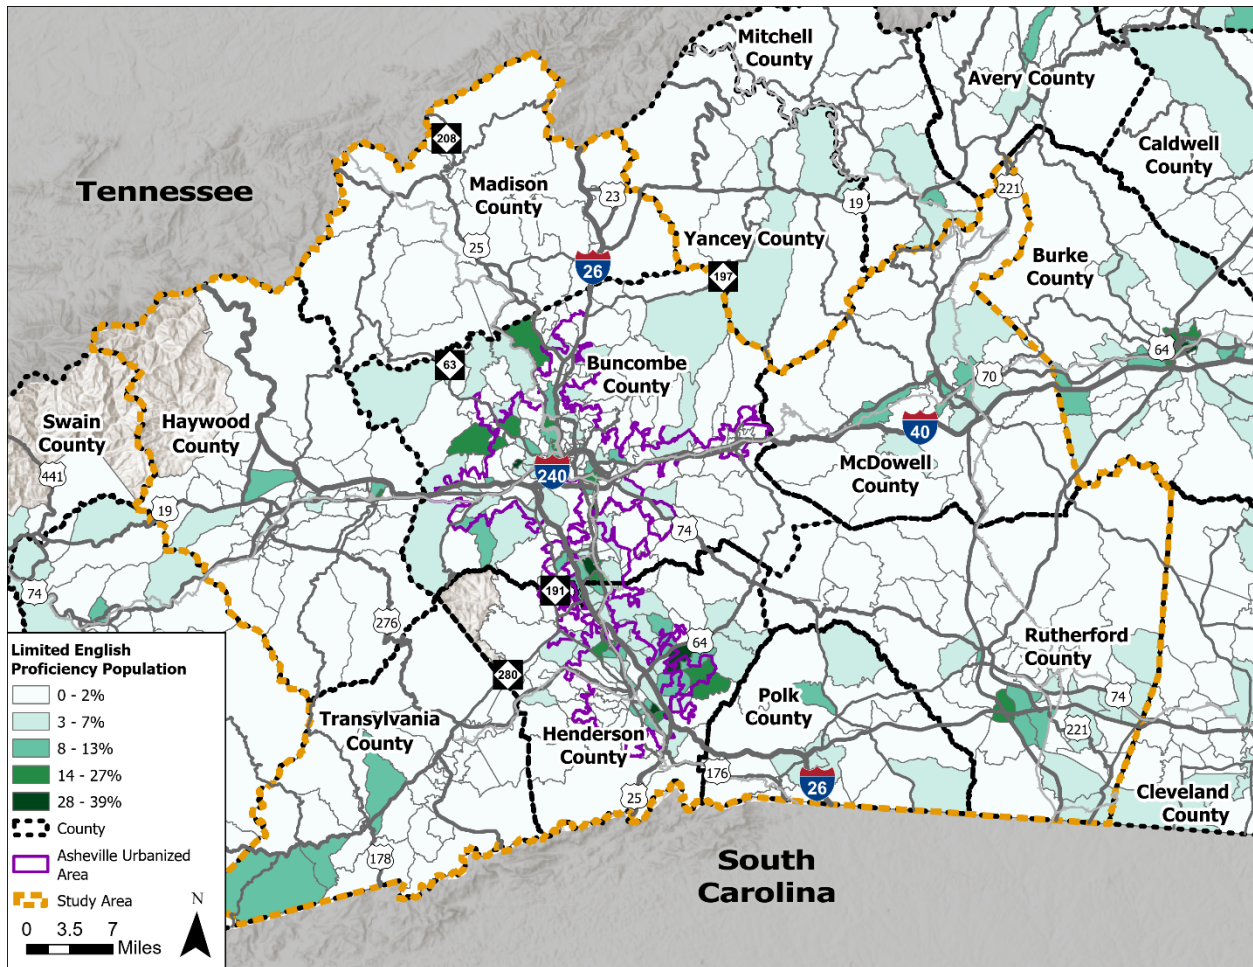 Mitchell
County
Avery County
Caldwell
County
208
Tennessee
Madison
County
23
221
19
25
Yancey County
Burke
County
26
197
63
64
Buncombe
County
70
Swain
County
Haywood
County
40
McDowell
County
441
240
19
74
74
191
276
64
Rutherford
County
280
Polk
County
74
Transylvania
County
Henderson
County
221
176
26
25
Cleveland
County
178
South
Carolina
Limited English
Proficiency Population
0 - 2%
3 - 7%
8 - 13%
14 - 27%
28 - 39%
County
Asheville Urbanized
Area
Study Area
N
0 3.5 7
Miles